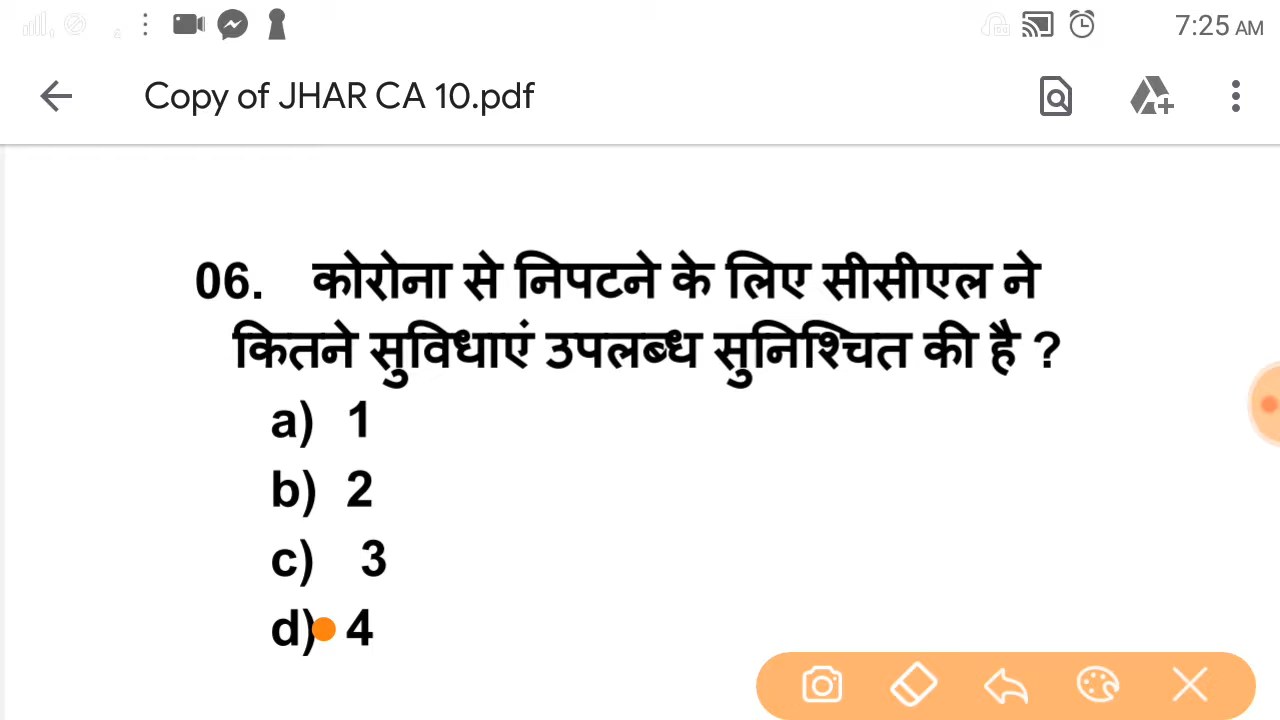 7:25 AM
Copy of JHAR CA 10.pdf
06. कोरोना से निपटने के लिए सीसीएल ने
कितने सुविधाएं उपलब्ध सुनिश्चित की है ?
a) 1
b) 2
c) 3
d) 4